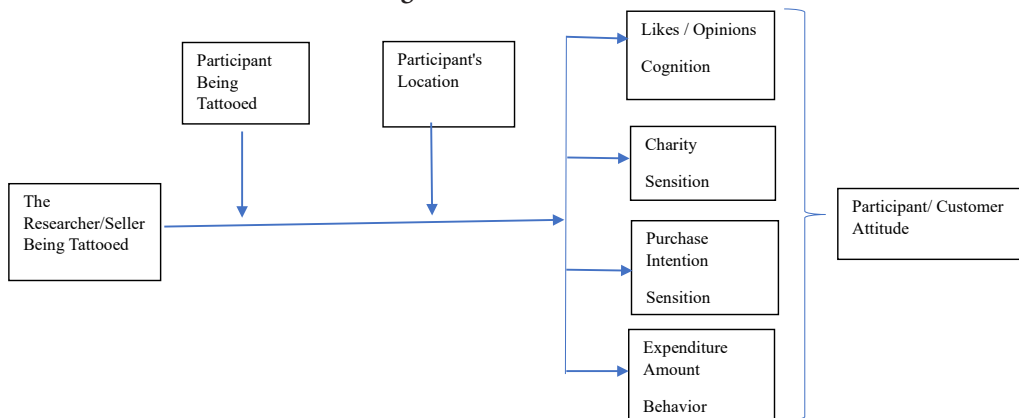 Participant
Being
Tattooed
Participant's
Location
Likes / Opinions
Cognition
Charity
Sensition
The
Researcher/Seller
Being Tattooed
Participant/ Customer
Attitude
Purchase
Intention
Sensition
Expenditure
Amount
Behavior